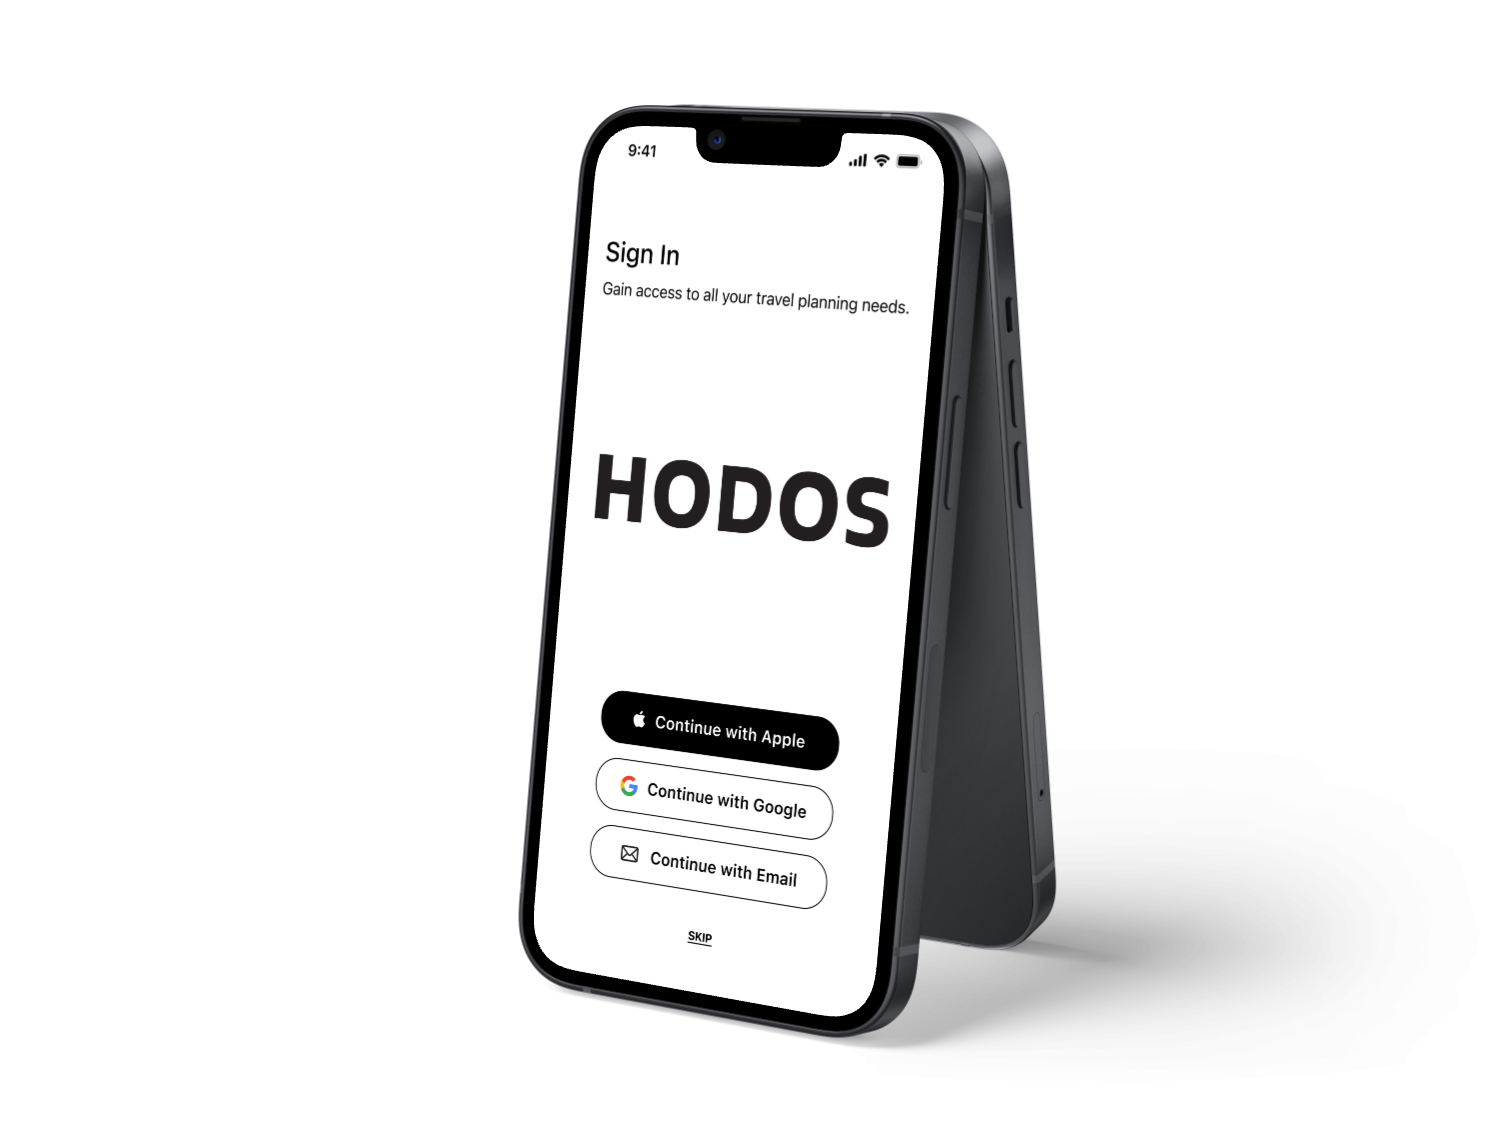 9:41
Sign In
Gain access to all your travel planning needs.
HODOS
Continue with Apple
Continue with Google
Continue with Email
SKIP